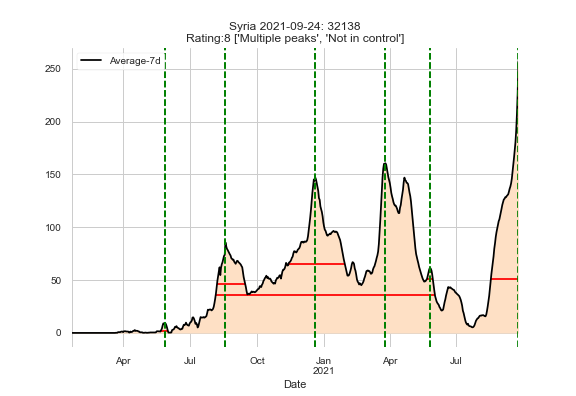 Syria 2021-09-24: 32138
Rating:8 ['Multiple peaks', 'Not in control']
Average-7d
250
200
150
100
50
0
Apr Jul Oct Jan Apr Jul
2021
Date